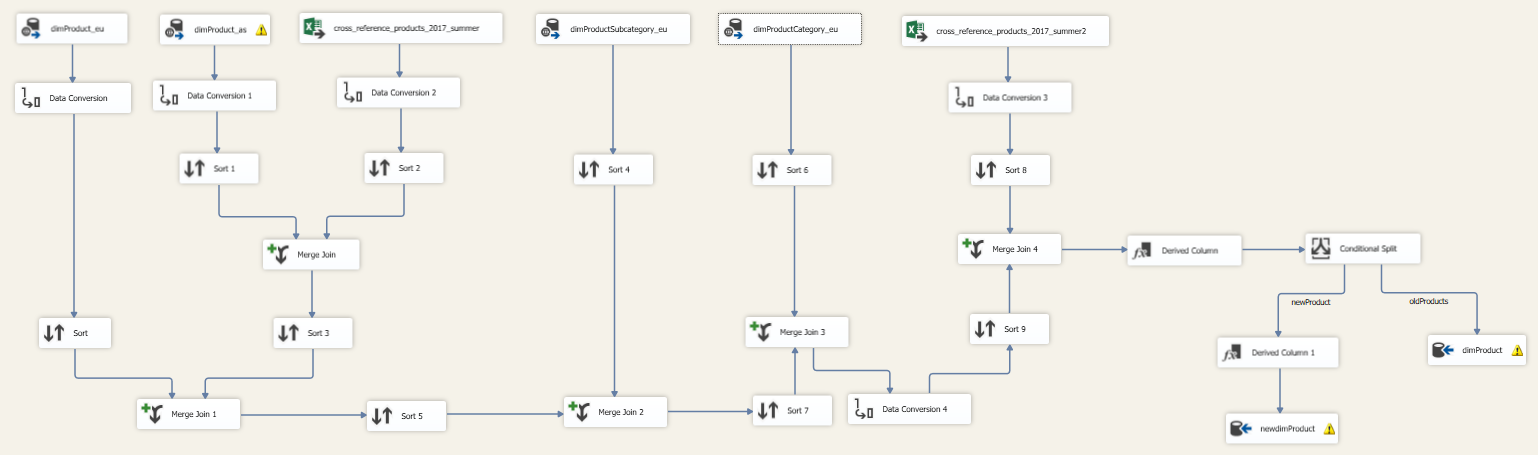 dimProduct_eu
dimProduct_as
cross_reference_products_2017_summer
dimProductSubcategory_eu
dimProductCategory_eu
cross_reference_products_2017_summer2
Data Conversion
Data Conversion 1
Data Conversion 2
Data Conversion 3
Sort 1
Sort 2
Sort 4
Sort 6
Sort 8
Merge Join
Merge Join 4
Derived Column
Conditional Split
newProduct
oldProducts
Sort
Sort 3
Merge Join 3
Sort 9
Derived Column 1
dimProduct
Merge Join 1
Sort 5
Merge Join 2
Sort 7
Data Conversion 4
newdimProduct